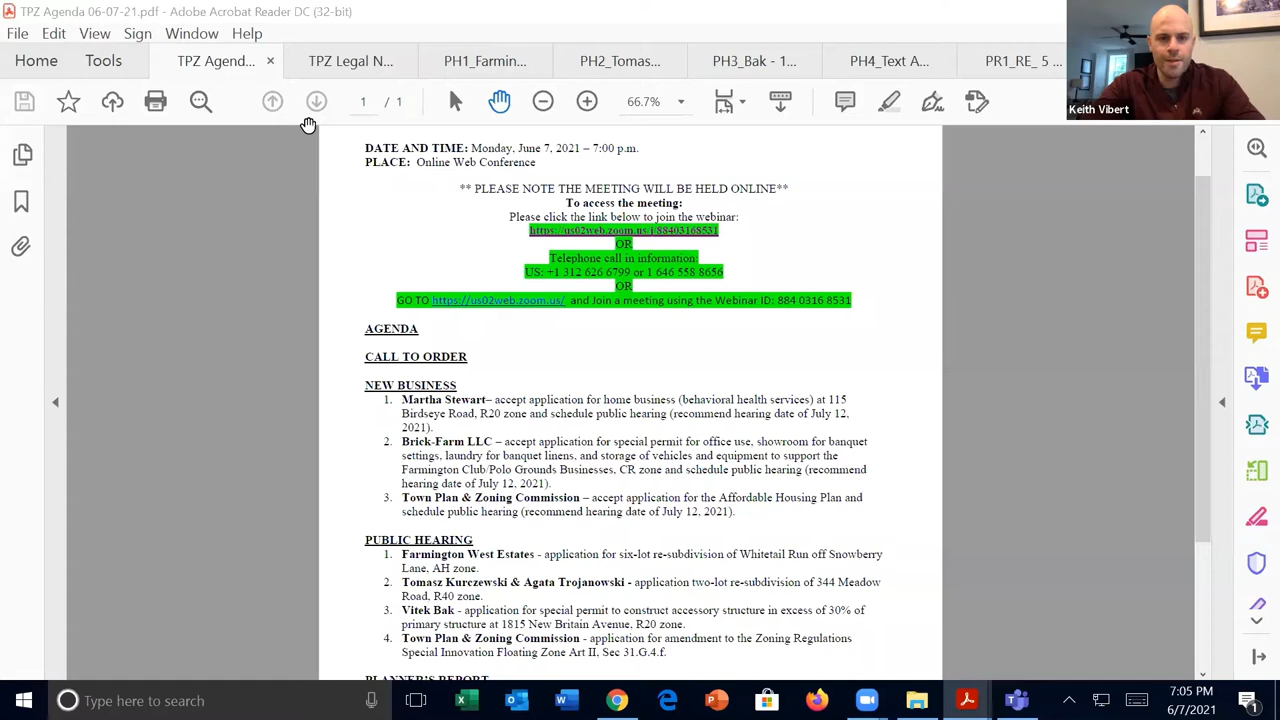 TPZ Agenda 06-07-21.pdf - Adobe Acrobat Reader DC (32-bit)
File Edit View Sign Window Help
Home Tools TPZ Agend... × TPZ Legal N... PH1_Farmin... PH2_Tomas... PH3_Bak - 1... PH4_Text A... PR1_RE_ 5 ...
1 / 1 66.7%
Keith Vibert
DATE AND TIME: Monday, June 7, 2021 – 7:00 p.m.
PLACE: Online Web Conference
** PLEASE NOTE THE MEETING WILL BE HELD ONLINE**
To access the meeting:
Please click the link below to join the webinar:
https://us02web.zoom.us/j/88403168531
OR
Telephone call in information:
US: +1 312 626 6799 or 1 646 558 8656
OR
GO TO https://us02web.zoom.us/ and Join a meeting using the Webinar ID: 884 0316 8531
AGENDA
CALL TO ORDER
NEW BUSINESS
1. Martha Stewart– accept application for home business (behavioral health services) at 115
Birdseye Road, R20 zone and schedule public hearing (recommend hearing date of July 12,
2021).
2. Brick-Farm LLC – accept application for special permit for office use, showroom for banquet
settings, laundry for banquet linens, and storage of vehicles and equipment to support the
Farmington Club/Polo Grounds Businesses, CR zone and schedule public hearing (recommend
hearing date of July 12, 2021).
3. Town Plan & Zoning Commission – accept application for the Affordable Housing Plan and
schedule public hearing (recommend hearing date of July 12, 2021).
PUBLIC HEARING
1. Farmington West Estates - application for six-lot re-subdivision of Whitetail Run off Snowberry
Lane, AH zone.
2. Tomasz Kurczewski & Agata Trojanowski - application two-lot re-subdivision of 344 Meadow
Road, R40 zone.
3. Vitek Bak - application for special permit to construct accessory structure in excess of 30% of
primary structure at 1815 New Britain Avenue, R20 zone.
4. Town Plan & Zoning Commission - application for amendment to the Zoning Regulations
Special Innovation Floating Zone Art II, Sec 31.G.4.f.
PLANNER'S REPORT
Type here to search
7:05 PM
6/7/2021
1